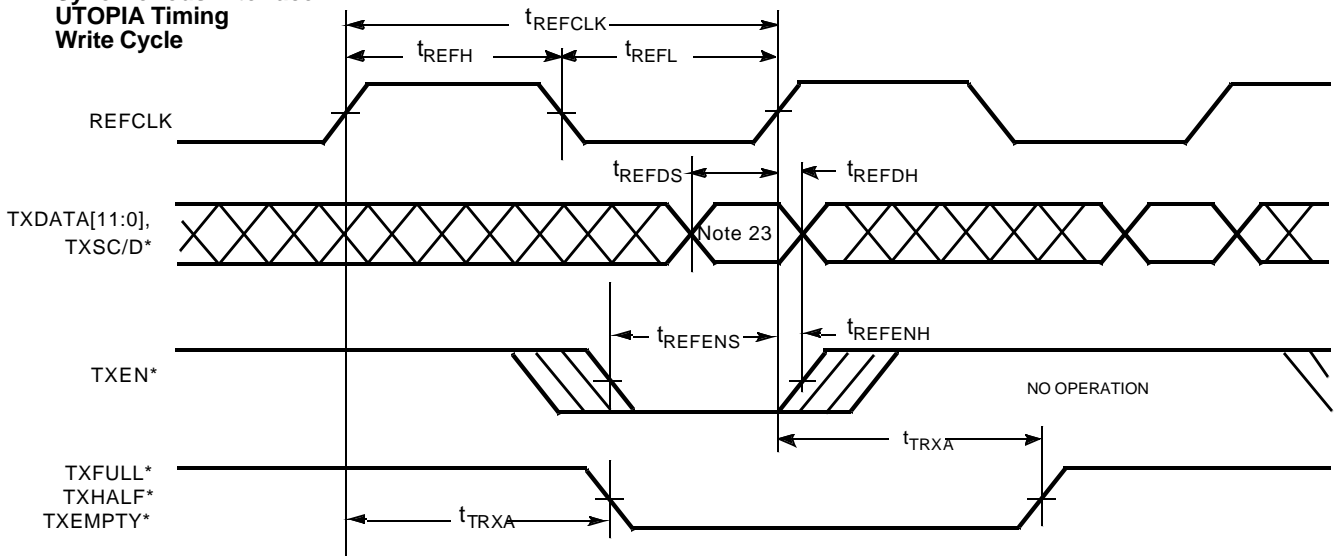 UTOPIA Timing
Write Cycle
tREFCLK
tREFH
tREFL
REFCLK
tREFDS
tREFDH
TXDATA[11:0],
TXSC/D*
Note 23
tREFENS
tREFENH
TXEN*
NO OPERATION
tTRXA
TXFULL*
TXHALF*
TXEMPTY*
tTRXA